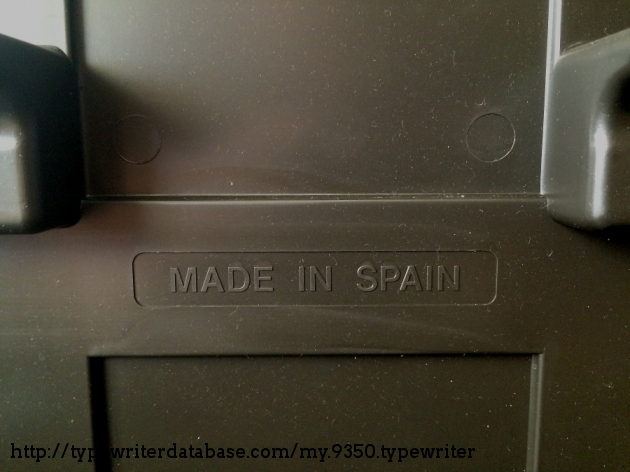 MADE IN SPAIN
http://typewriterdatabase.com/my.9350.typewriter